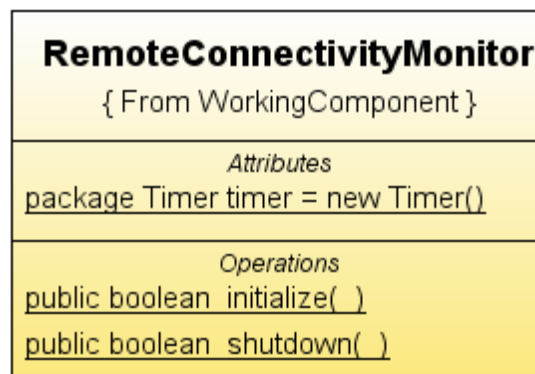 RemoteConnectivityMonitor
{ From WorkingComponent }
Attributes
package Timer timer = new Timer()
Operations
public boolean initialize( )
public boolean shutdown( )